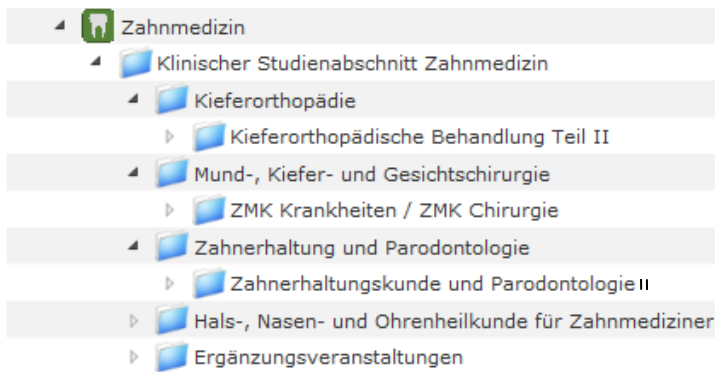 Zahnmedizin
Klinischer Studienabschnitt Zahnmedizin
Kieferorthopädie
Kieferorthopädische Behandlung Teil II
Mund-, Kiefer- und Gesichtschirurgie
ZMK Krankheiten / ZMK Chirurgie
Zahnerhaltung und Parodontologie
Zahnerhaltungskunde und Parodontologie II
Hals-, Nasen- und Ohrenheilkunde für Zahnmediziner
Ergänzungsveranstaltungen